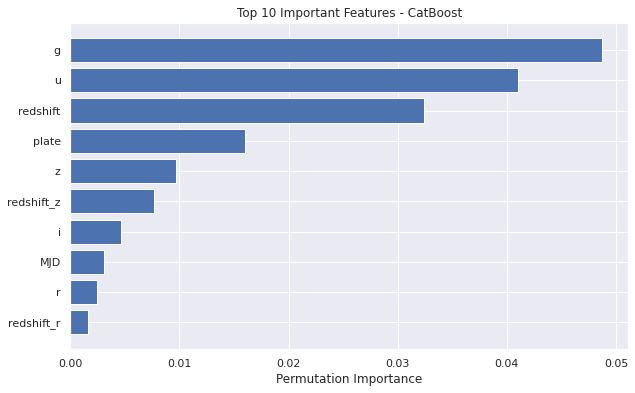 Top 10 Important Features - CatBoost
g
u
redshift
plate
z
redshift_z
i
MJD
r
redshift_r
0.00 0.01 0.02 0.03 0.04 0.05
Permutation Importance